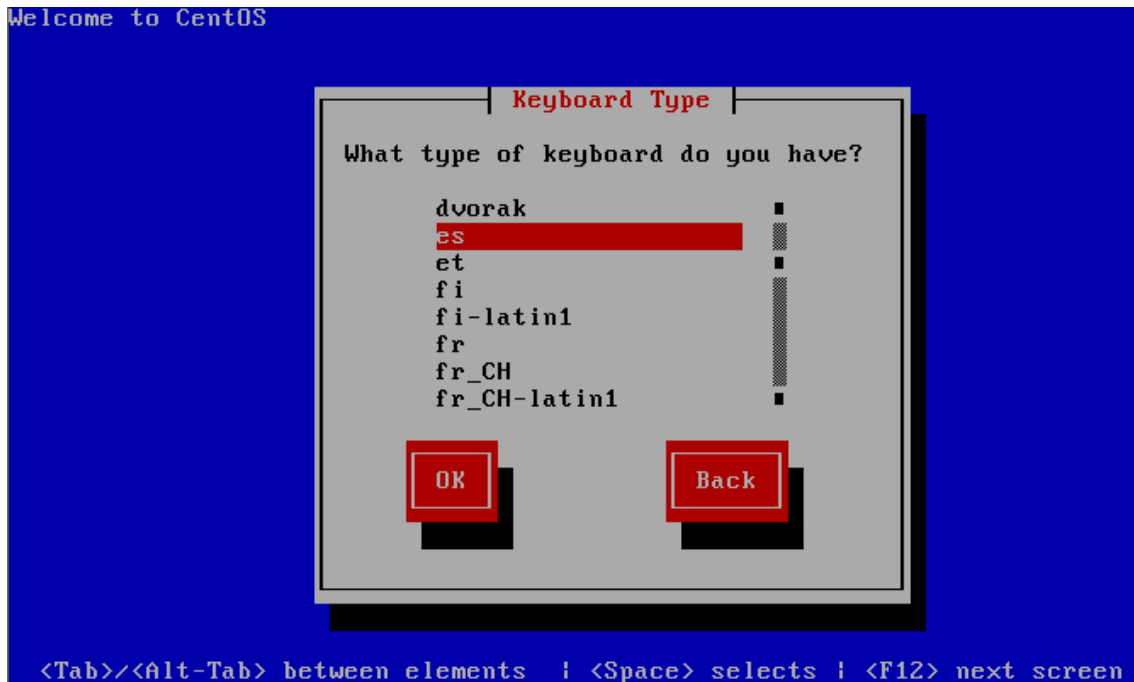 Welcome to CentOS
Keyboard Type
What type of keyboard do you have?
dvorak
es
et
fi
fi-latin1
fr
fr_CH
fr_CH-latin1
OK Back
<Tab>/<Alt-Tab> between elements | <Space> selects | <F12> next screen